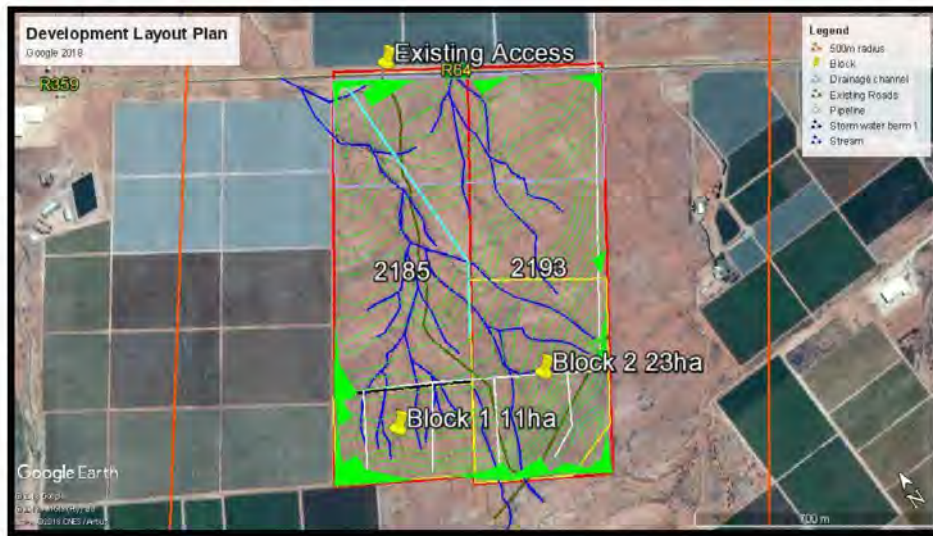 Development Layout Plan
Google 2018
Legend
500m radius
Block
Drainage channel
Existing Roads
Pipeline
Storm water berm 1
Stream
Existing Access
R64
R359
2185
2193
Block 2 23ha
Block 1 11ha
Google Earth
700 m
N